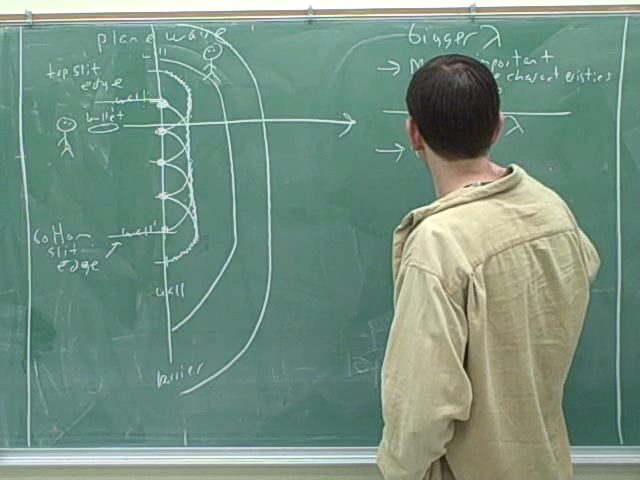 plane wave
wall
top slit
edge
wall
bullet
bottom
slit
edge
wall
wall
barrier
bigger λ
→ M important
e characteristics
λ
→